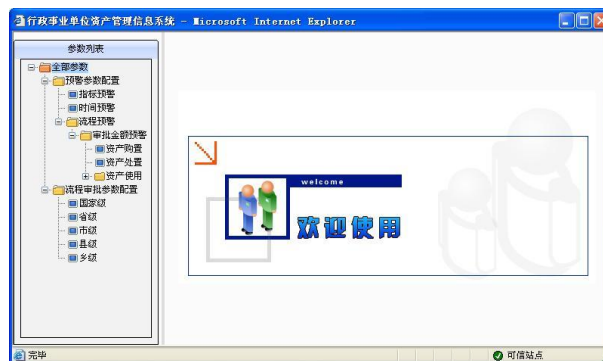 行政事业单位资产管理信息系统 - Microsoft Internet Explorer
参数列表
全部参数
预警参数配置
指标预警
时间预警
流程预警
审批金额预警
资产购置
资产处置
资产使用
流程审批参数配置
国家级
省级
市级
县级
乡级
welcome
欢迎使用
完毕
可信站点